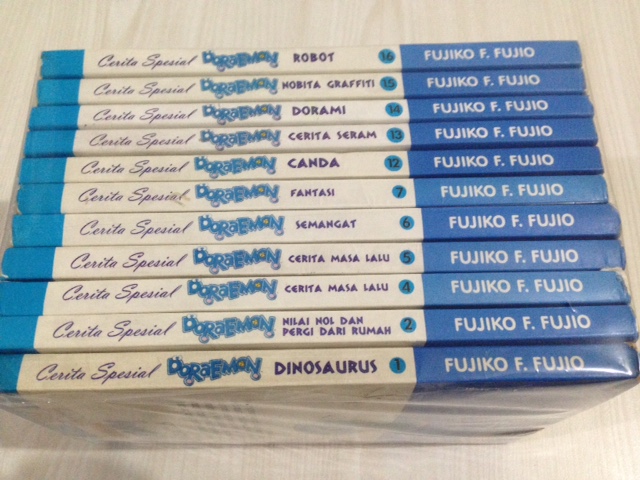 Cerita Spesial DORAEMON ROBOT 16 FUJIKO F. FUJIO
Cerita Spesial DORAEMON NOBITA GRAFFITI 15 FUJIKO F. FUJIO
Cerita Spesial DORAEMON DORAMI 14 FUJIKO F. FUJIO
Cerita Spesial DORAEMON CERITA SERAM 13 FUJIKO F. FUJIO
Cerita Spesial DORAEMON CANDA 12 FUJIKO F. FUJIO
Cerita Spesial DORAEMON FANTASI 7 FUJIKO F. FUJIO
Cerita Spesial DORAEMON SEMANGAT 6 FUJIKO F. FUJIO
Cerita Spesial DORAEMON CERITA MASA LALU 5 FUJIKO F. FUJIO
Cerita Spesial DORAEMON CERITA MASA LALU 4 FUJIKO F. FUJIO
Cerita Spesial DORAEMON NILAI NOL DAN
PERGI DARI RUMAH 2 FUJIKO F. FUJIO
Cerita Spesial DORAEMON DINOSAURUS 1 FUJIKO F. FUJIO